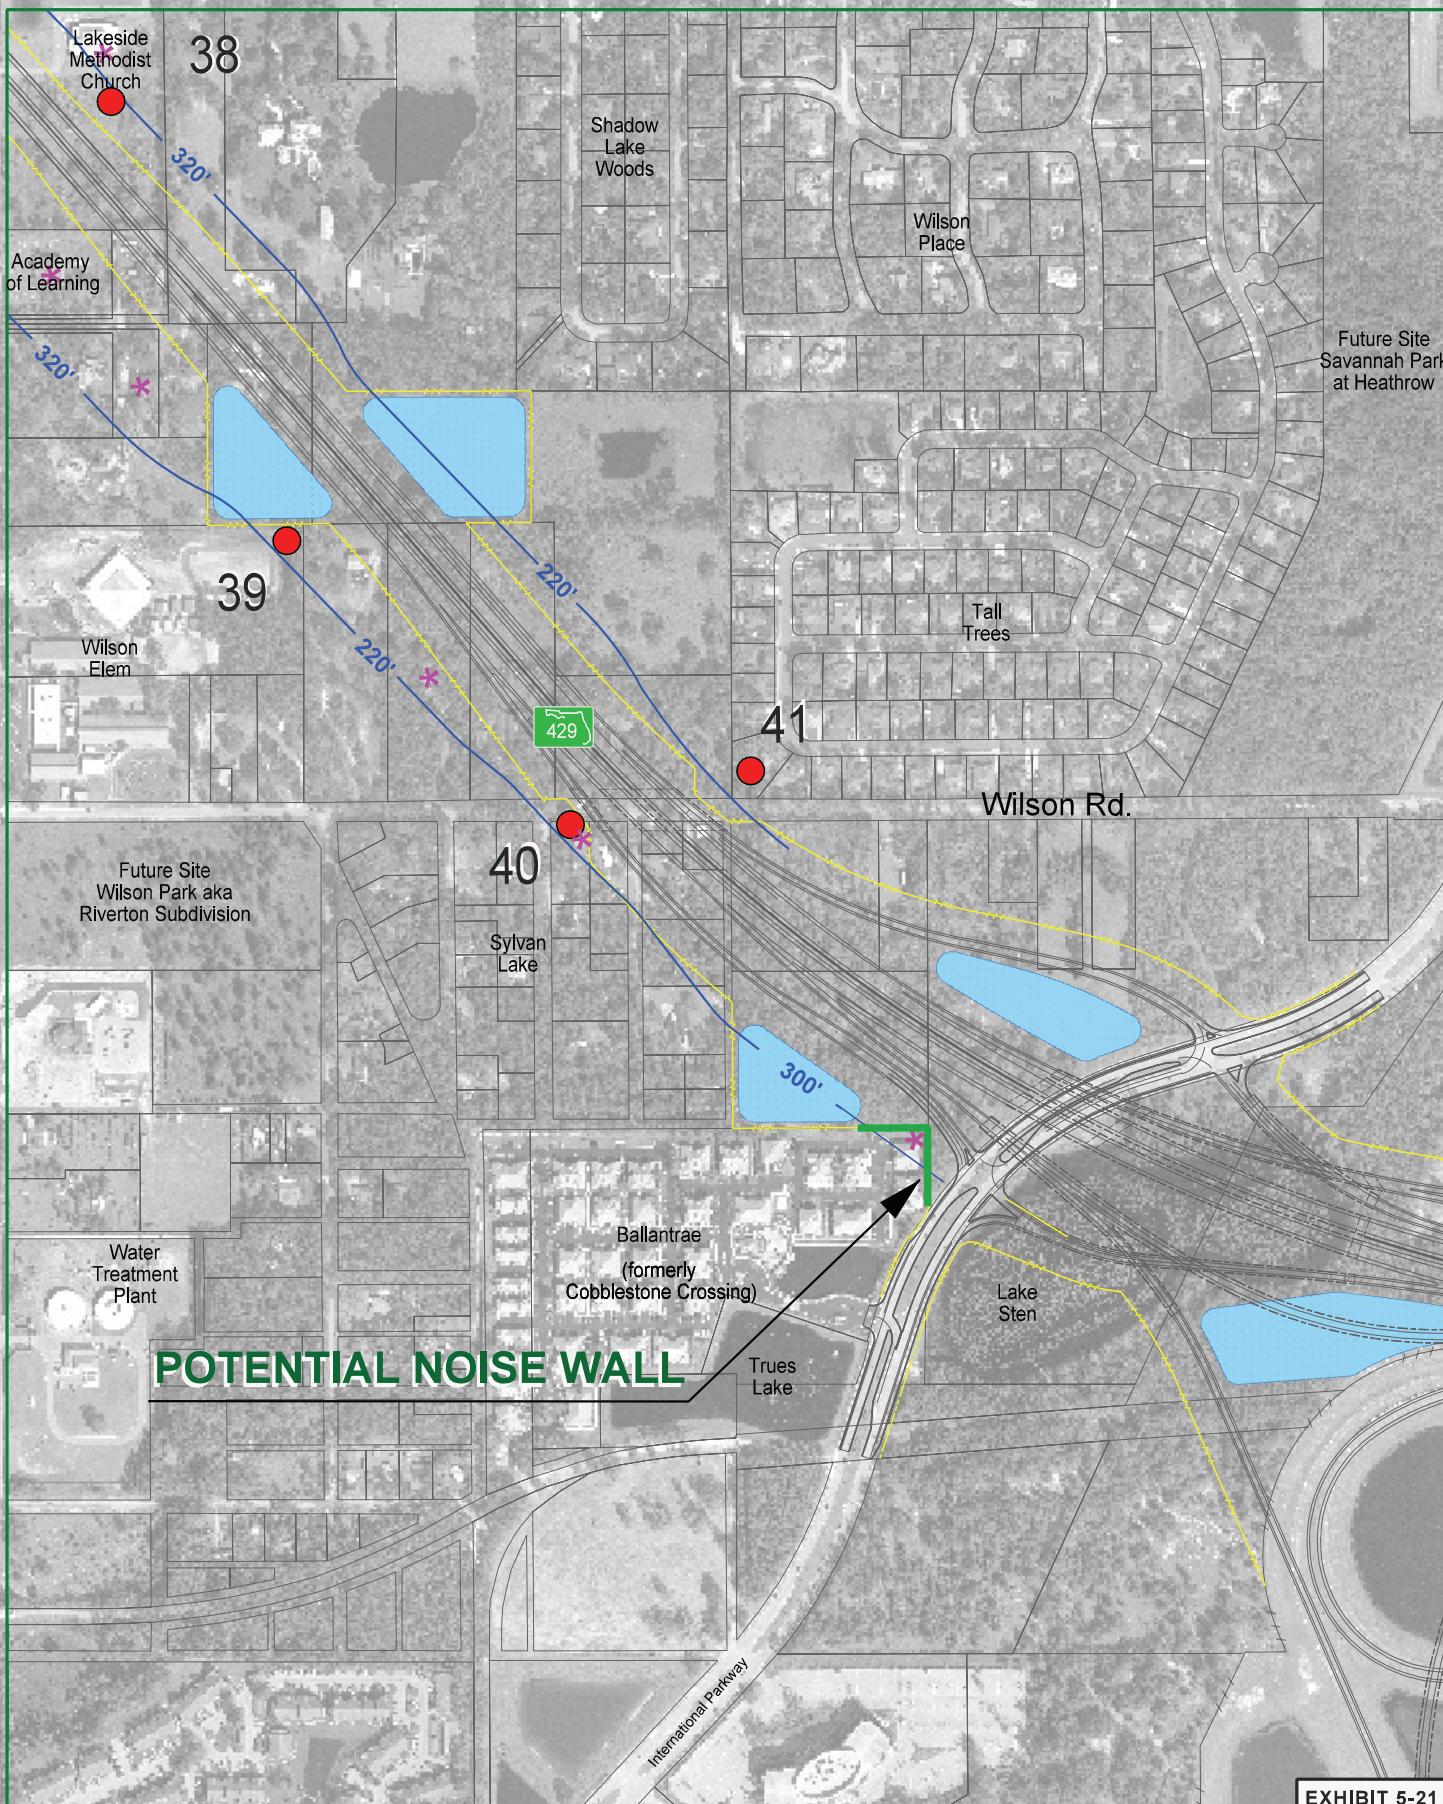 Lakeside
Methodist
Church
38
320'
Shadow
Lake
Woods
Wilson
Place
Academy
of Learning
320'
Future Site
Savannah Park
at Heathrow
39
220'
220'
Wilson
Elem
Tall
Trees
429
41
Wilson Rd.
40
Future Site
Wilson Park aka
Riverton Subdivision
Sylvan
Lake
300'
Ballantrae
(formerly
Cobblestone Crossing)
Water
Treatment
Plant
Lake
Sten
POTENTIAL NOISE WALL
Trues
Lake
International Parkway
EXHIBIT 5-21